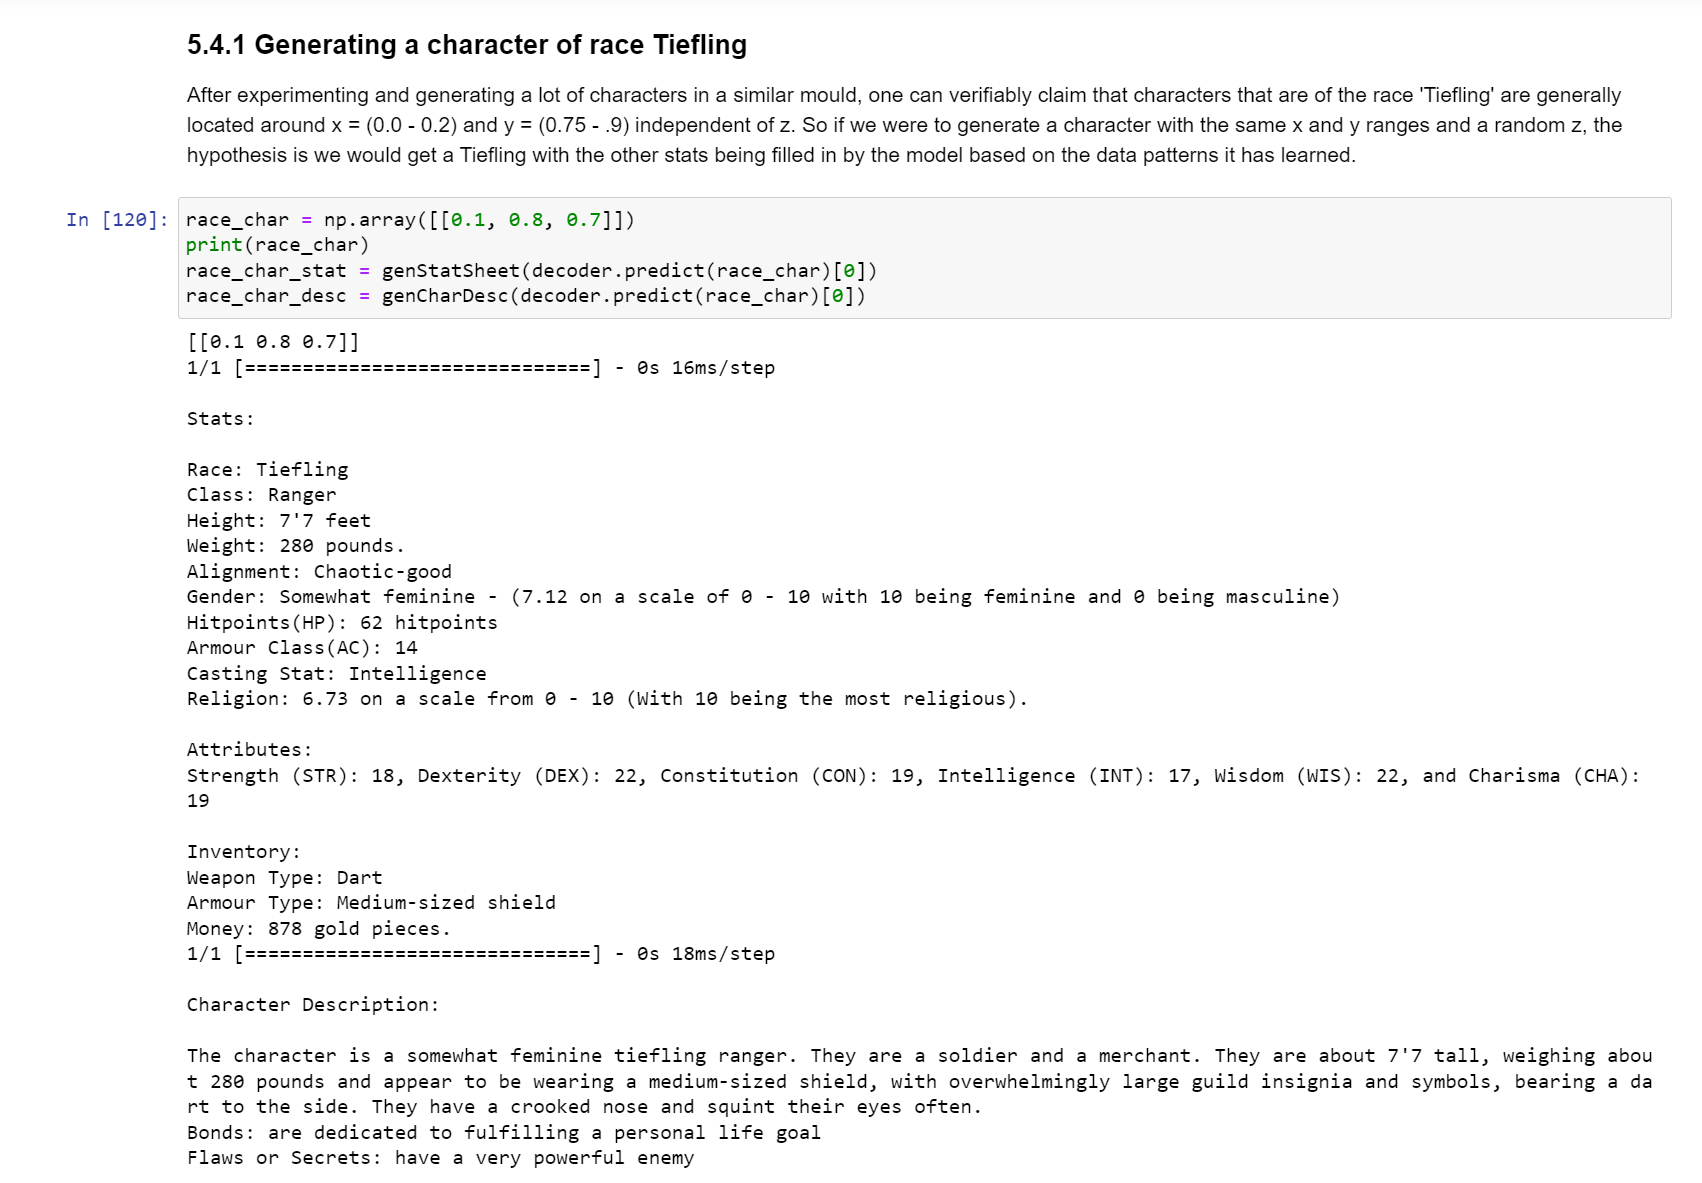 5.4.1 Generating a character of race Tiefling
After experimenting and generating a lot of characters in a similar mould, one can verifiably claim that characters that are of the race 'Tiefling' are generally
located around x = (0.0 - 0.2) and y = (0.75 - .9) independent of z. So if we were to generate a character with the same x and y ranges and a random z, the
hypothesis is we would get a Tiefling with the other stats being filled in by the model based on the data patterns it has learned.
In [120]: race_char = np.array([[0.1, 0.8, 0.7]])
print(race_char)
race_char_stat = genStatSheet(decoder.predict(race_char)[0])
race_char_desc = genCharDesc(decoder.predict(race_char)[0])
[[0.1 0.8 0.7]]
1/1 [==============================] - 0s 16ms/step
Stats:
Race: Tiefling
Class: Ranger
Height: 7'7 feet
Weight: 280 pounds.
Alignment: Chaotic-good
Gender: Somewhat feminine - (7.12 on a scale of 0 - 10 with 10 being feminine and 0 being masculine)
Hitpoints(HP): 62 hitpoints
Armour Class(AC): 14
Casting Stat: Intelligence
Religion: 6.73 on a scale from 0 - 10 (With 10 being the most religious).
Attributes:
Strength (STR): 18, Dexterity (DEX): 22, Constitution (CON): 19, Intelligence (INT): 17, Wisdom (WIS): 22, and Charisma (CHA):
19
Inventory:
Weapon Type: Dart
Armour Type: Medium-sized shield
Money: 878 gold pieces.
1/1 [==============================] - 0s 18ms/step
Character Description:
The character is a somewhat feminine tiefling ranger. They are a soldier and a merchant. They are about 7'7 tall, weighing abou
t 280 pounds and appear to be wearing a medium-sized shield, with overwhelmingly large guild insignia and symbols, bearing a da
rt to the side. They have a crooked nose and squint their eyes often.
Bonds: are dedicated to fulfilling a personal life goal
Flaws or Secrets: have a very powerful enemy